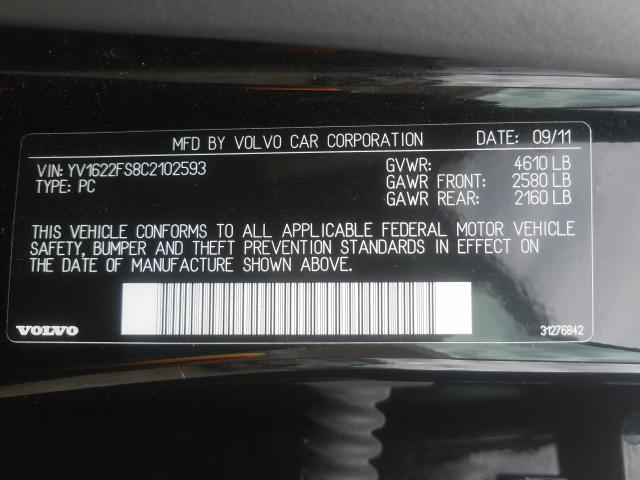 MFD BY VOLVO CAR CORPORATION DATE: 09/11
VIN: YV1622FS8C2102593 GVWR: 4610 LB
TYPE: PC GAWR FRONT: 2580 LB
GAWR REAR: 2160 LB
THIS VEHICLE CONFORMS TO ALL APPLICABLE FEDERAL MOTOR VEHICLE
SAFETY, BUMPER AND THEFT PREVENTION STANDARDS IN EFFECT ON
THE DATE OF MANUFACTURE SHOWN ABOVE.
VOLVO 31276842